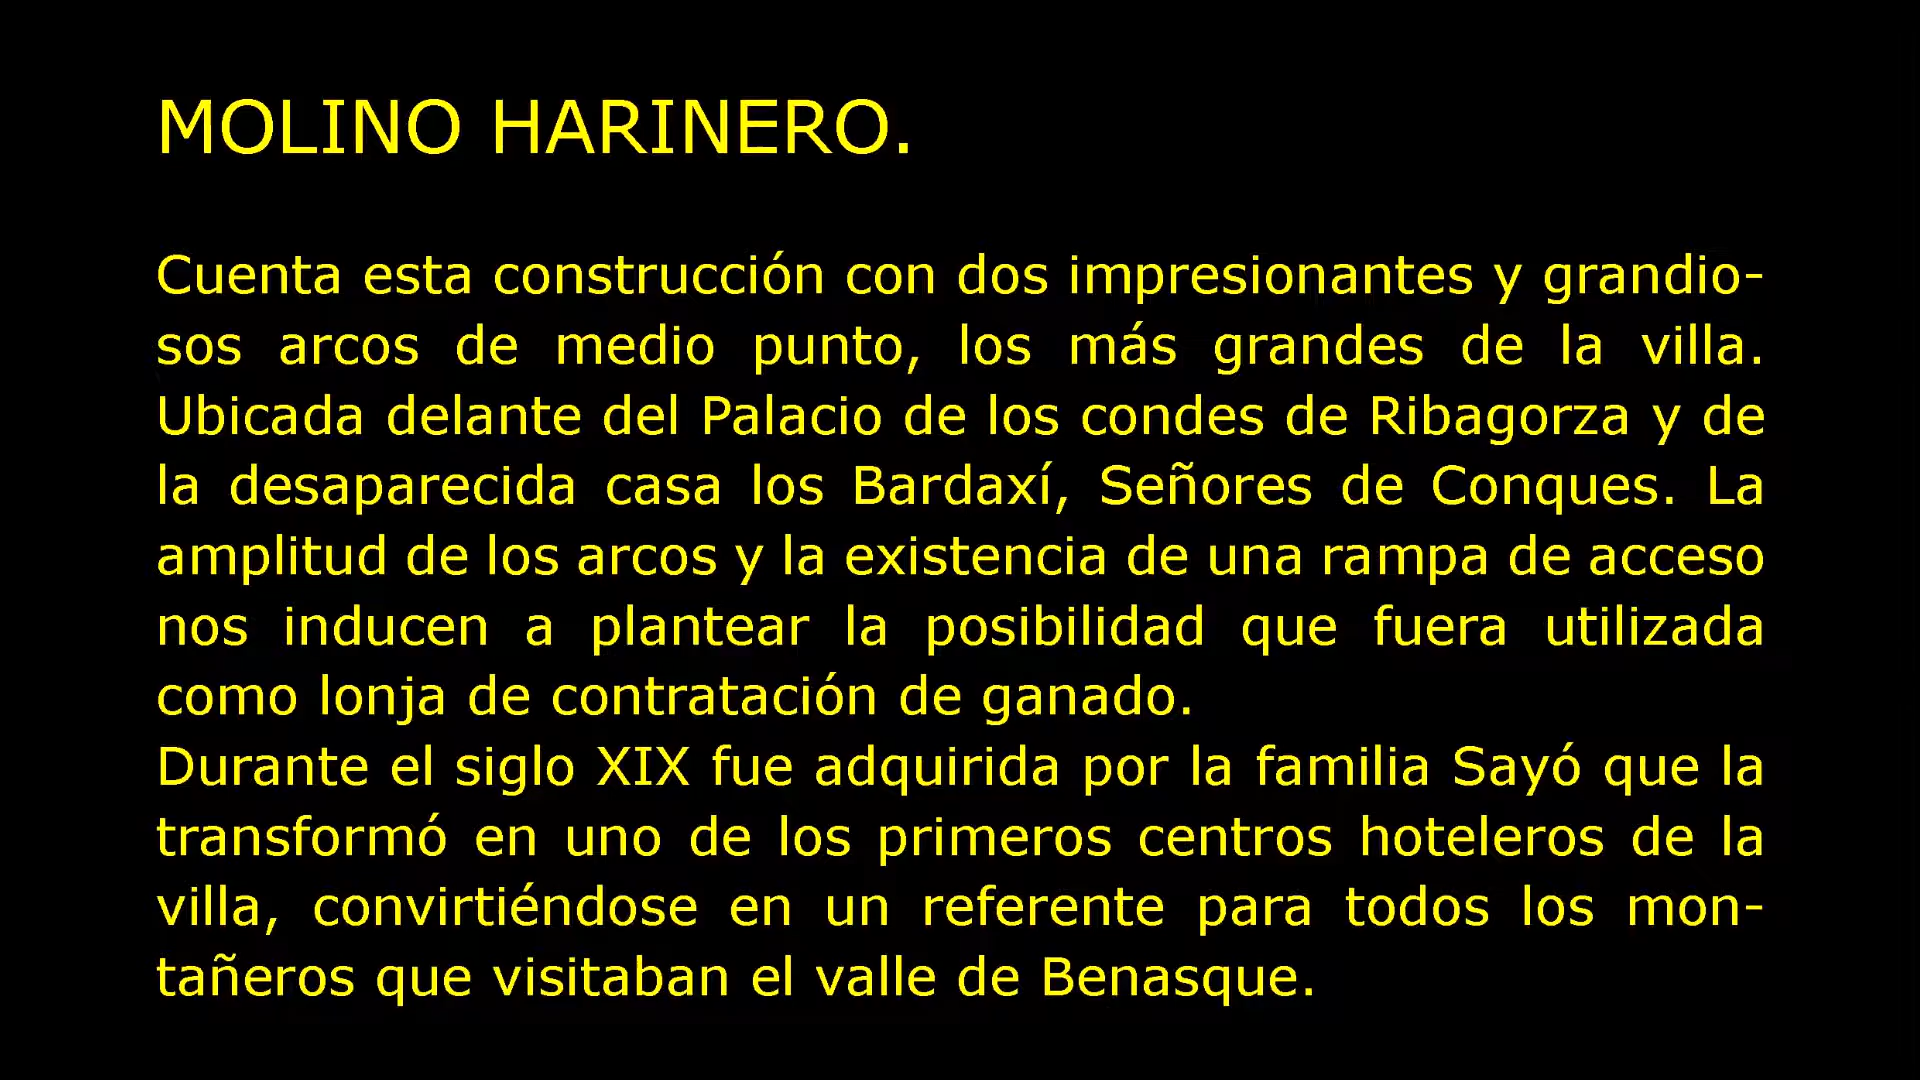 MOLINO HARINERO.
Cuenta esta construcción con dos impresionantes y grandio-
sos arcos de medio punto, los más grandes de la villa.
Ubicada delante del Palacio de los condes de Ribagorza y de
la desaparecida casa los Bardaxí, Señores de Conques. La
amplitud de los arcos y la existencia de una rampa de acceso
nos inducen a plantear la posibilidad que fuera utilizada
como lonja de contratación de ganado.
Durante el siglo XIX fue adquirida por la familia Sayó que la
transformó en uno de los primeros centros hoteleros de la
villa, convirtiéndose en un referente para todos los mon-
tañeros que visitaban el valle de Benasque.